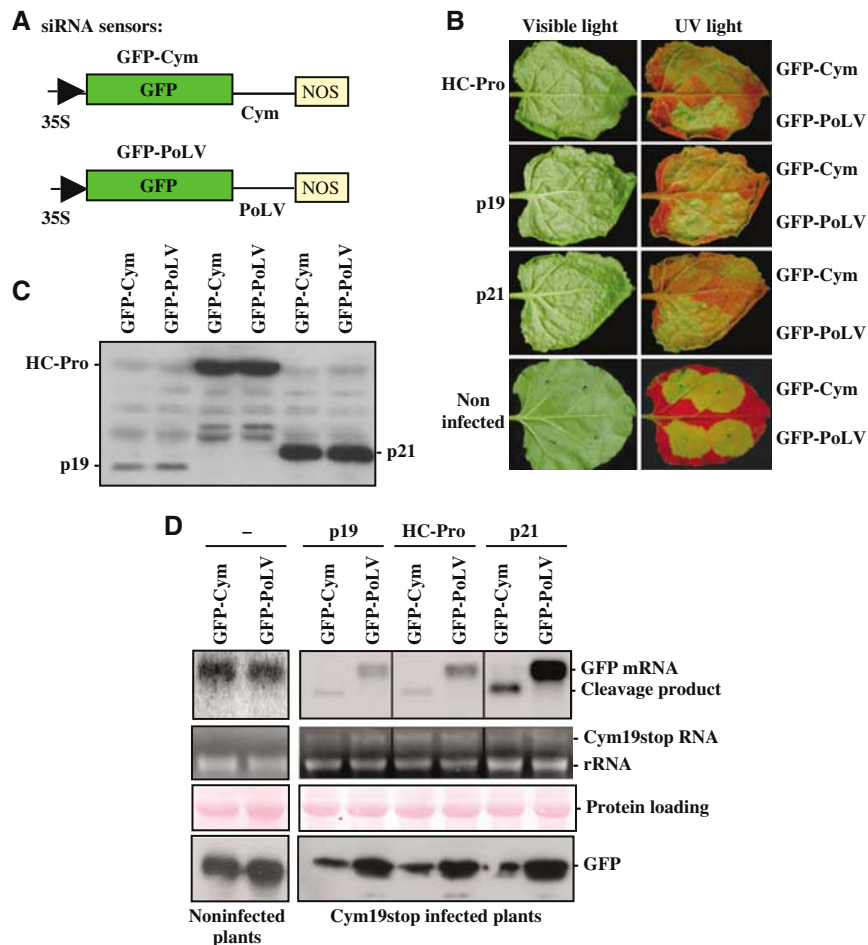 A
siRNA sensors:
GFP-Cym
GFP
NOS
35S
Cym
GFP-PoLV
GFP
NOS
35S
PoLV
B
Visible light
UV light
HC-Pro
GFP-Cym
GFP-PoLV
p19
GFP-Cym
GFP-PoLV
p21
GFP-Cym
GFP-PoLV
Non
infected
GFP-Cym
GFP-PoLV
C
GFP-Cym
GFP-PoLV
GFP-Cym
GFP-PoLV
GFP-Cym
GFP-PoLV
HC-Pro -
p19 -
- p21
D
–
p19
HC-Pro
p21
GFP-Cym
GFP-PoLV
GFP-Cym
GFP-PoLV
GFP-Cym
GFP-PoLV
GFP-Cym
GFP-PoLV
- GFP mRNA
- Cleavage product
- Cym19stop RNA
- rRNA
- Protein loading
- GFP
Noninfected
plants
Cym19stop infected plants